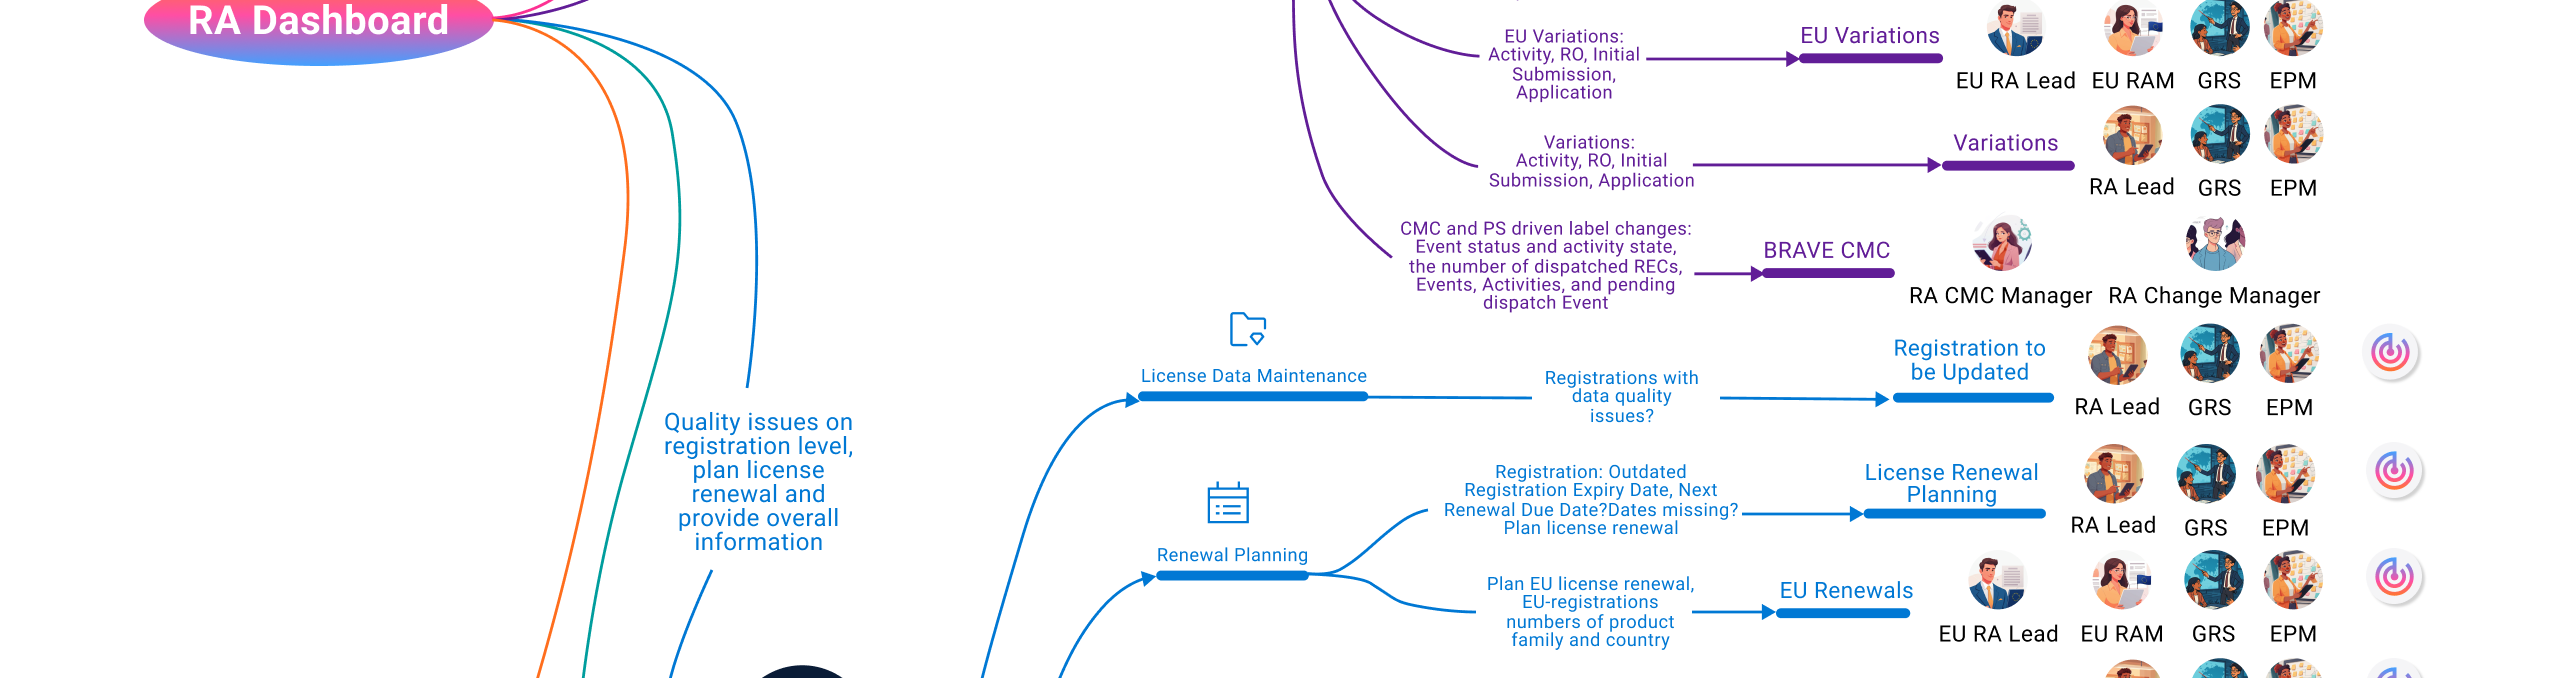 RA Dashboard
EU Variations:
Activity, RO, Initial
Submission,
Application
EU Variations
EU RA Lead
EU RAM
GRS
EPM
Variations:
Activity, RO, Initial
Submission, Application
Variations
RA Lead
GRS
EPM
CMC and PS driven label changes:
Event status and activity state,
the number of dispatched RECs,
Events, Activities, and pending
dispatch Event
BRAVE CMC
RA CMC Manager
RA Change Manager
Quality issues on
registration level,
plan license
renewal and
provide overall
information
License Data Maintenance
Registrations with
data quality
issues?
Registration to
be Updated
RA Lead
GRS
EPM
Renewal Planning
Registration: Outdated
Registration Expiry Date, Next
Renewal Due Date?Dates missing?
Plan license renewal
License Renewal
Planning
RA Lead
GRS
EPM
Plan EU license renewal,
EU-registrations
numbers of product
family and country
EU Renewals
EU RA Lead
EU RAM
GRS
EPM